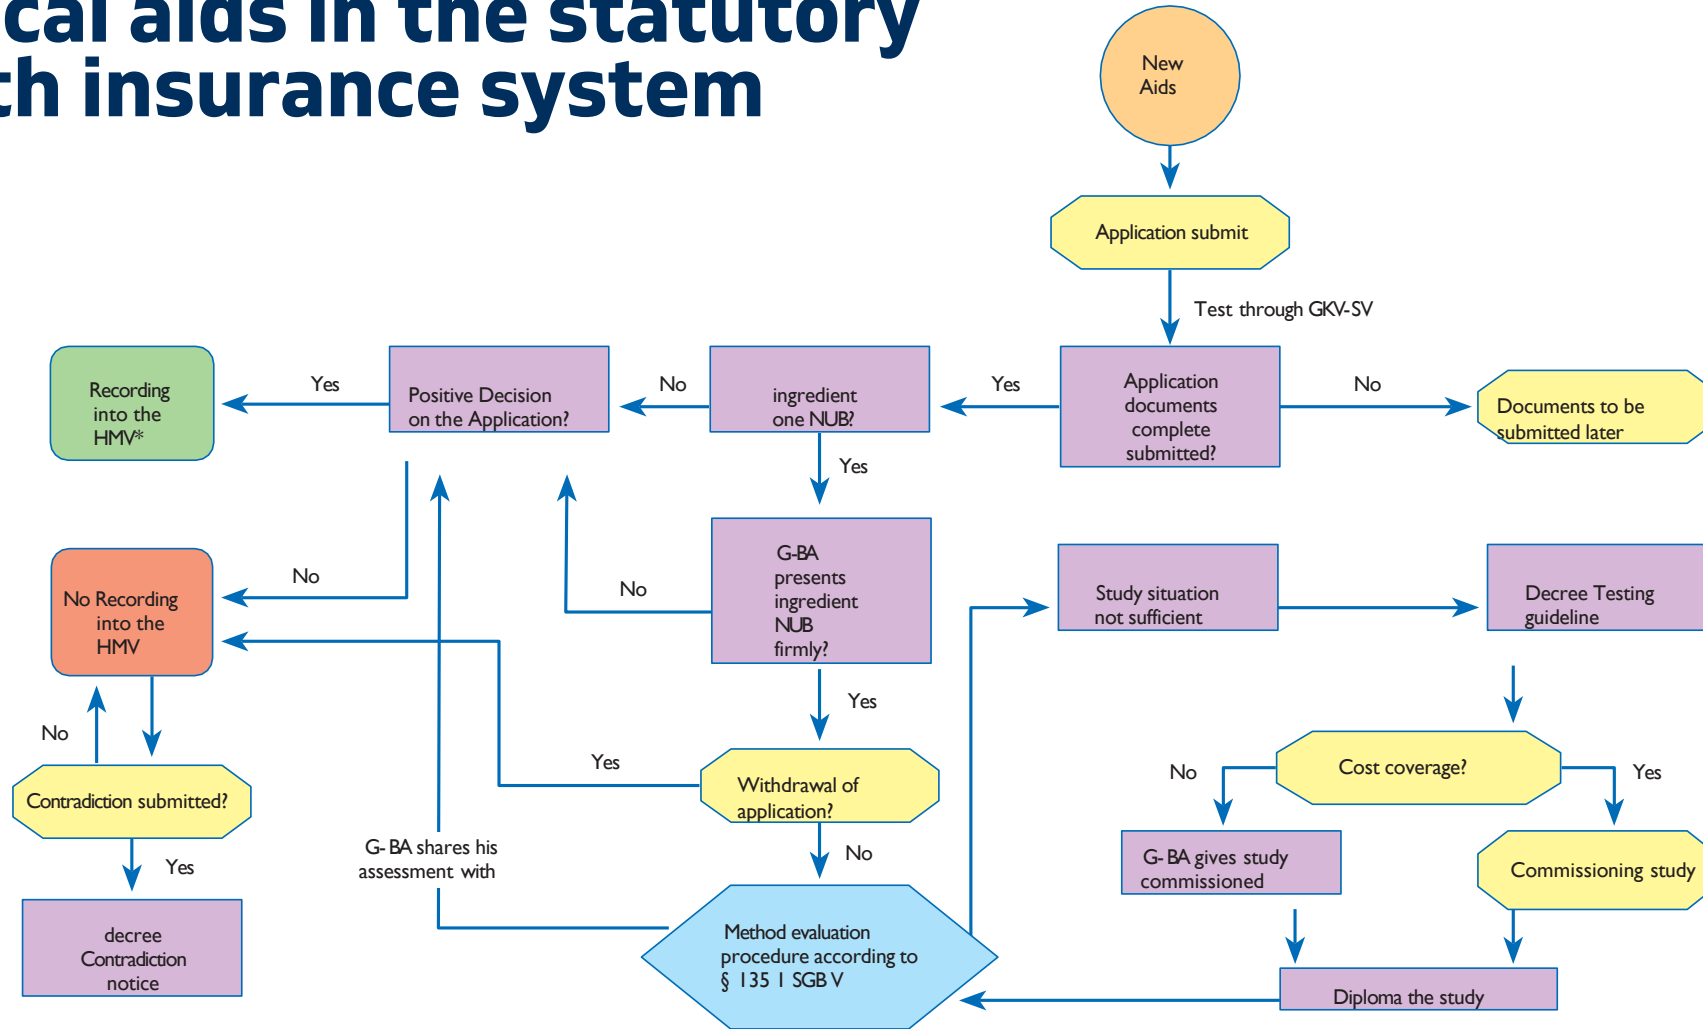 cal aids in the statutory
th insurance system
New
Aids
Application submit
Test through GKV-SV
Recording
into the
HMV*
Yes
Positive Decision
on the Application?
No
ingredient
one NUB?
Yes
Application
documents
complete
submitted?
No
Documents to be
submitted later
Yes
G-BA
presents
ingredient
NUB
firmly?
No
No
No Recording
into the
HMV
Study situation
not sufficient
Decree Testing
guideline
Yes
No
Yes
Withdrawal of
application?
Contradiction submitted?
No
Cost coverage?
Yes
G-BA shares his
assessment with
No
Yes
G-BA gives study
commissioned
Commissioning study
decree
Contradiction
notice
Method evaluation
procedure according to
§ 135 1 SGB V
Diploma the study